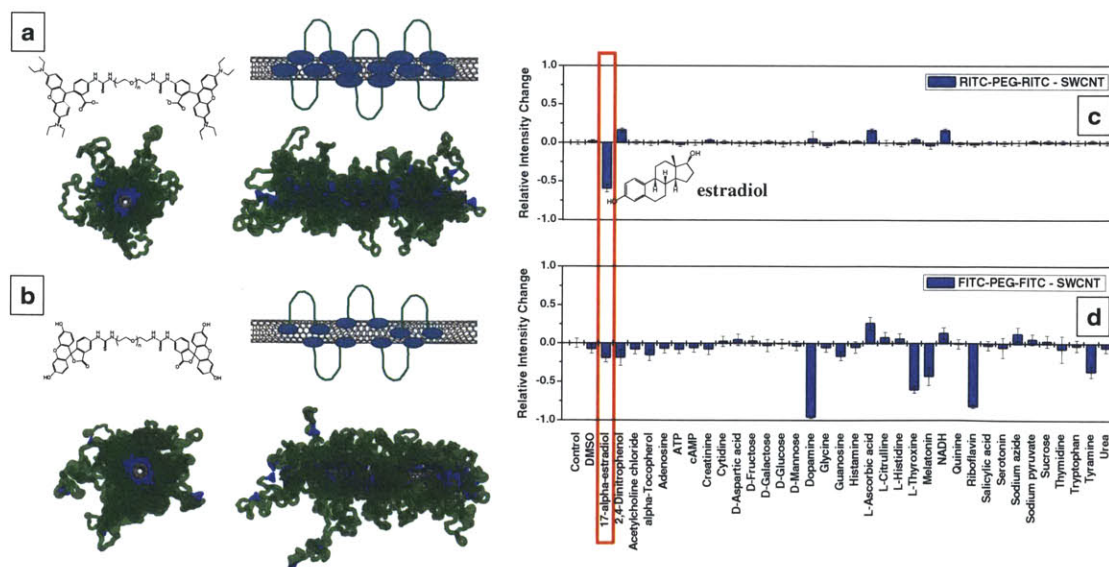 a
b
c
d
1.0
0.5
0.0
-0.5
-1.0
Relative Intensity Change
RITC-PEG-RITC - SWCNT
HO
OH
H
H
H
estradiol
1.0
0.5
0.0
-0.5
-1.0
Relative Intensity Change
FITC-PEG-FITC - SWCNT
Control
DMSO
17-alpha-estradiol
2,4-Dinitrophenol
Acetylcholine chloride
alpha-Tocopherol
Adenosine
ATP
cAMP
Creatinine
Cytidine
D-Aspartic acid
D-Fructose
D-Galactose
D-Glucose
D-Mannose
Dopamine
Glycine
Guanosine
Histamine
L-Ascorbic acid
L-Citrulline
L-Histidine
L-Thyroxine
Melatonin
NADH
Quinine
Riboflavin
Salicylic acid
Serotonin
Sodium azide
Sodium pyruvate
Sucrose
Thymidine
Tryptophan
Tyramine
Urea